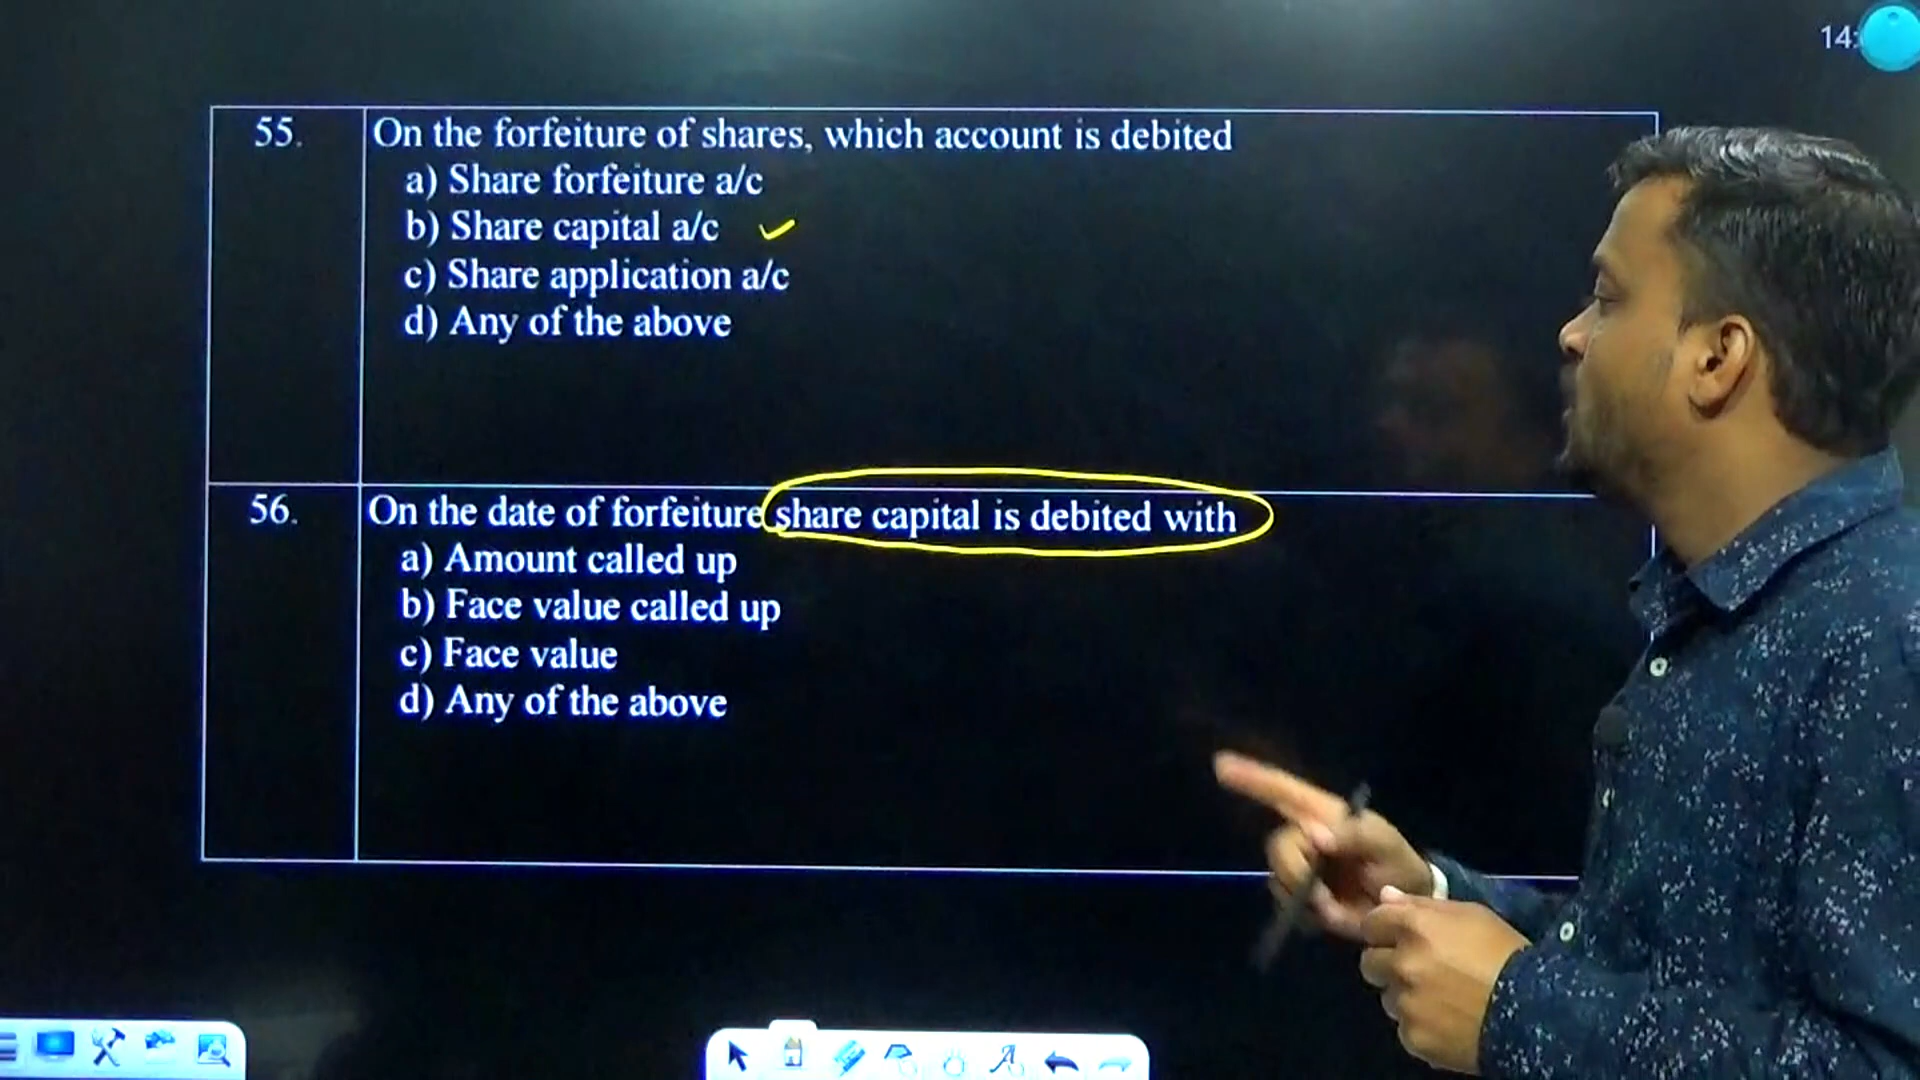 14:
55.
On the forfeiture of shares, which account is debited
a) Share forfeiture a/c
b) Share capital a/c
c) Share application a/c
d) Any of the above
56.
On the date of forfeiture share capital is debited with
a) Amount called up
b) Face value called up
c) Face value
d) Any of the above